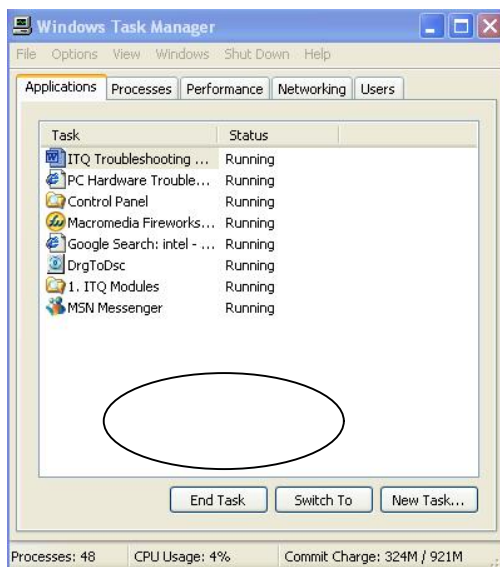 Windows Task Manager
File Options View Windows Shut Down Help
Applications Processes Performance Networking Users
Task Status
ITQ Troubleshooting ... Running
PC Hardware Trouble... Running
Control Panel Running
Macromedia Fireworks... Running
Google Search: intel - ... Running
DrgToDsc Running
1. ITQ Modules Running
MSN Messenger Running
End Task Switch To New Task...
Processes: 48 CPU Usage: 4% Commit Charge: 324M / 921M